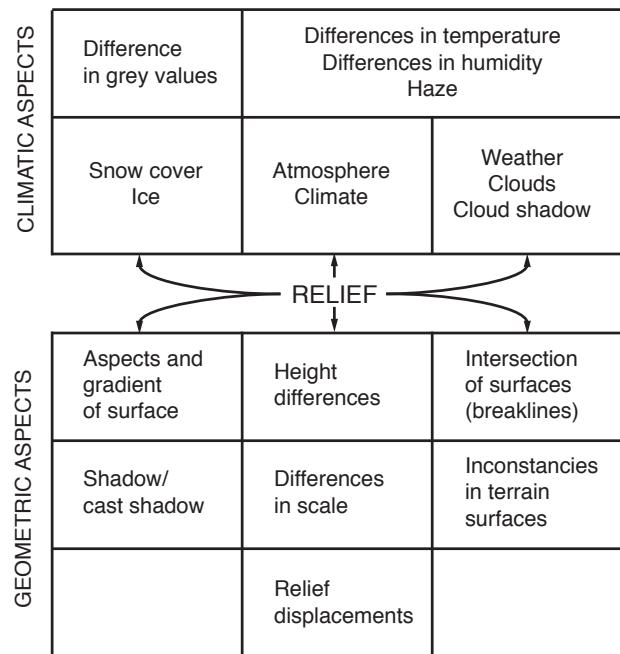 CLIMATIC ASPECTS
Difference
in grey values
Differences in temperature
Differences in humidity
Haze
Snow cover
Ice
Atmosphere
Climate
Weather
Clouds
Cloud shadow
RELIEF
GEOMETRIC ASPECTS
Aspects and
gradient
of surface
Height
differences
Intersection
of surfaces
(breaklines)
Shadow/
cast shadow
Differences
in scale
Inconstancies
in terrain
surfaces
Relief
displacements